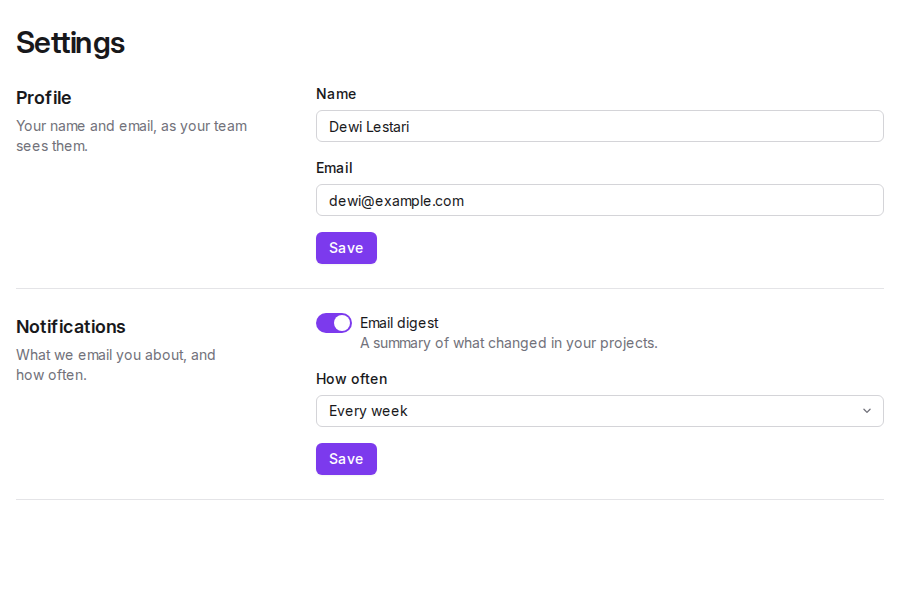 Settings
Profile
Your name and email, as your team
sees them.
Name
Dewi Lestari
Email
dewi@example.com
Save
Notifications
What we email you about, and
how often.
Email digest
A summary of what changed in your projects.
How often
Every week
Save